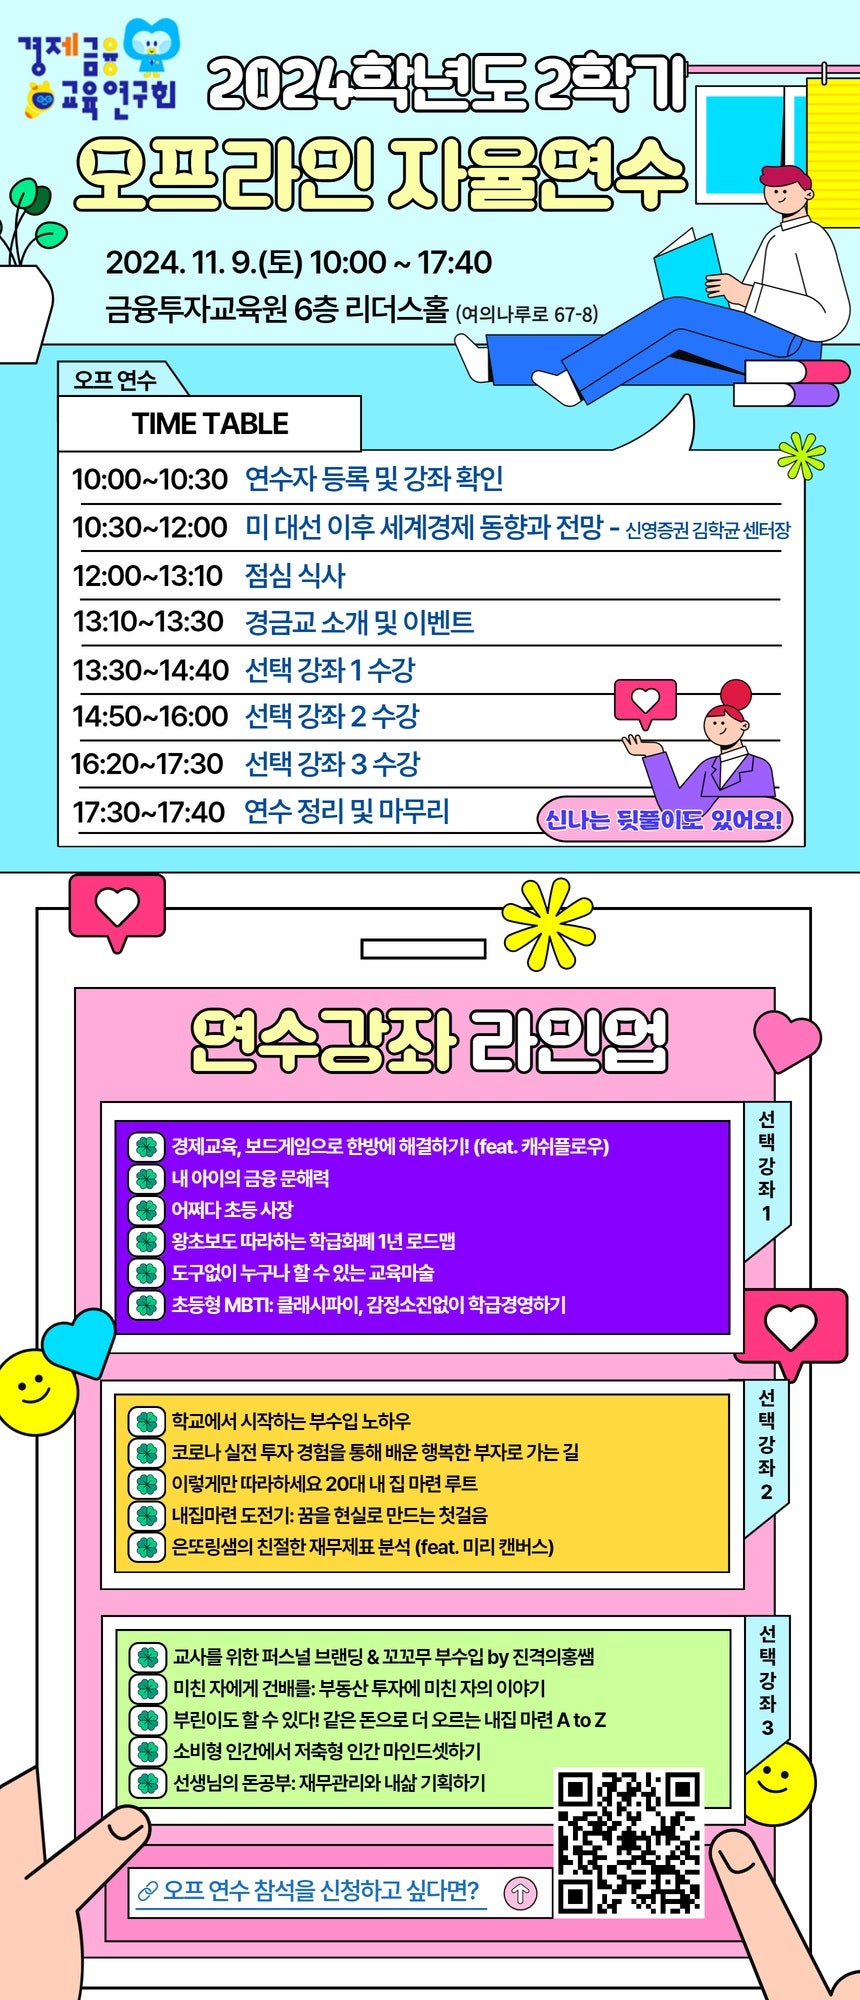 경제금융
교육연구회
2024학년도 2학기
오프라인 자율연수
2024. 11. 9.(토) 10:00 ~ 17:40
금융투자교육원 6층 리더스홀 (여의나루로 67-8)
오프 연수
TIME TABLE
10:00~10:30 연수자 등록 및 강좌 확인
10:30~12:00 미 대선 이후 세계경제 동향과 전망 - 신영증권 김학균 센터장
12:00~13:10 점심 식사
13:10~13:30 경금교 소개 및 이벤트
13:30~14:40 선택 강좌 1 수강
14:50~16:00 선택 강좌 2 수강
16:20~17:30 선택 강좌 3 수강
17:30~17:40 연수 정리 및 마무리
신나는 뒷풀이도 있어요!
연수강좌 라인업
선택강좌1
경제교육, 보드게임으로 한방에 해결하기! (feat. 캐쉬플로우)
내 아이의 금융 문해력
어쩌다 초등 사장
왕초보도 따라하는 학급화폐 1년 로드맵
도구없이 누구나 할 수 있는 교육마술
초등형 MBTI: 클래시파이, 감정소진없이 학급경영하기
선택강좌2
학교에서 시작하는 부수입 노하우
코로나 실전 투자 경험을 통해 배운 행복한 부자로 가는 길
이렇게만 따라하세요 20대 내 집 마련 루트
내집마련 도전기: 꿈을 현실로 만드는 첫걸음
은또링쌤의 친절한 재무제표 분석 (feat. 미리 캔버스)
선택강좌3
교사를 위한 퍼스널 브랜딩 & 꼬꼬무 부수입 by 진격의홍쌤
미친 자에게 건배를: 부동산 투자에 미친 자의 이야기
부린이도 할 수 있다! 같은 돈으로 더 오르는 내집 마련 A to Z
소비형 인간에서 저축형 인간 마인드셋하기
선생님의 돈공부: 재무관리와 내삶 기획하기
오프 연수 참석을 신청하고 싶다면?